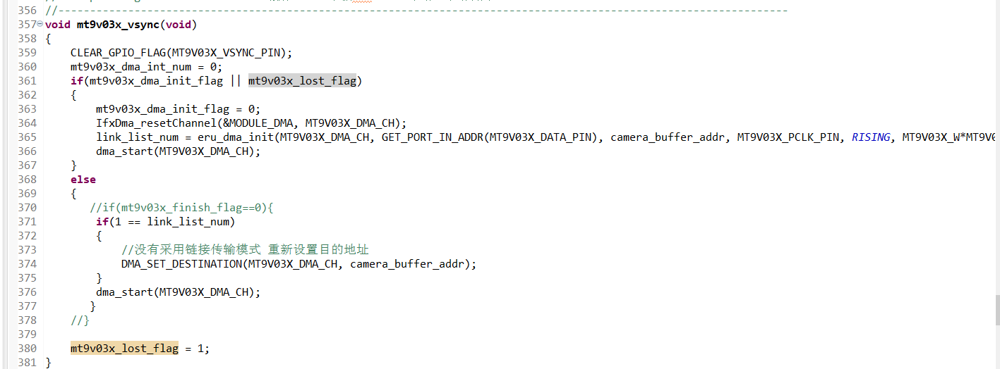 356 //-------------------------------------------------------------------------------------------------------------------
357 void mt9v03x_vsync(void)
358 {
359     CLEAR_GPIO_FLAG(MT9V03X_VSYNC_PIN);
360     mt9v03x_dma_int_num = 0;
361     if(mt9v03x_dma_init_flag || mt9v03x_lost_flag)
362     {
363         mt9v03x_dma_init_flag = 0;
364         IfxDma_resetChannel(&MODULE_DMA, MT9V03X_DMA_CH);
365         link_list_num = eru_dma_init(MT9V03X_DMA_CH, GET_PORT_IN_ADDR(MT9V03X_DATA_PIN), camera_buffer_addr, MT9V03X_PCLK_PIN, RISING, MT9V03X_W*MT9V0
366         dma_start(MT9V03X_DMA_CH);
367     }
368     else
369     {
370        //if(mt9v03x_finish_flag==0){
371         if(1 == link_list_num)
372         {
373             //没有采用链接传输模式 重新设置目的地址
374             DMA_SET_DESTINATION(MT9V03X_DMA_CH, camera_buffer_addr);
375         }
376         dma_start(MT9V03X_DMA_CH);
377        }
378     //}
379
380     mt9v03x_lost_flag = 1;
381 }